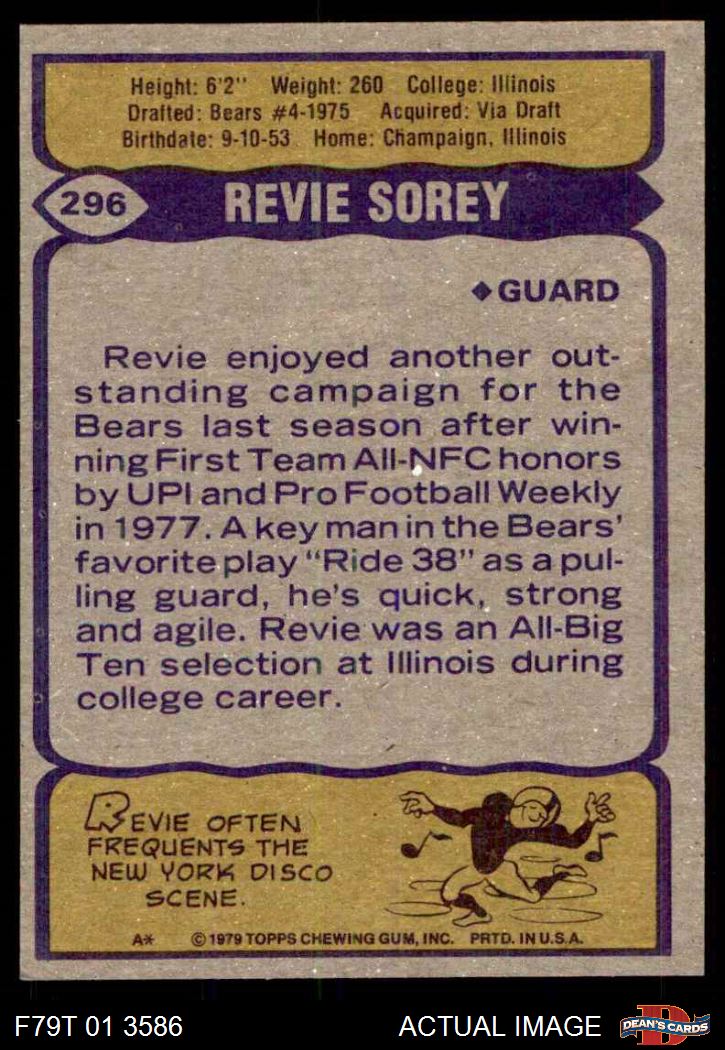 Height: 6'2'' Weight: 260 College: Illinois
Drafted: Bears #4-1975 Acquired: Via Draft
Birthdate: 9-10-53 Home: Champaign, Illinois
296 REVIE SOREY
◆GUARD
Revie enjoyed another out-
standing campaign for the
Bears last season after win-
ning First Team All-NFC honors
by UPI and Pro Football Weekly
in 1977. A key man in the Bears'
favorite play "Ride 38" as a pul-
ling guard, he's quick, strong
and agile. Revie was an All-Big
Ten selection at Illinois during
college career.
REVIE OFTEN
FREQUENTS THE
NEW YORK DISCO
SCENE.
A* ©1979 TOPPS CHEWING GUM, INC. PRTD. IN U.S.A.
F79T 01 3586 ACTUAL IMAGE D DEAN'S CARDS